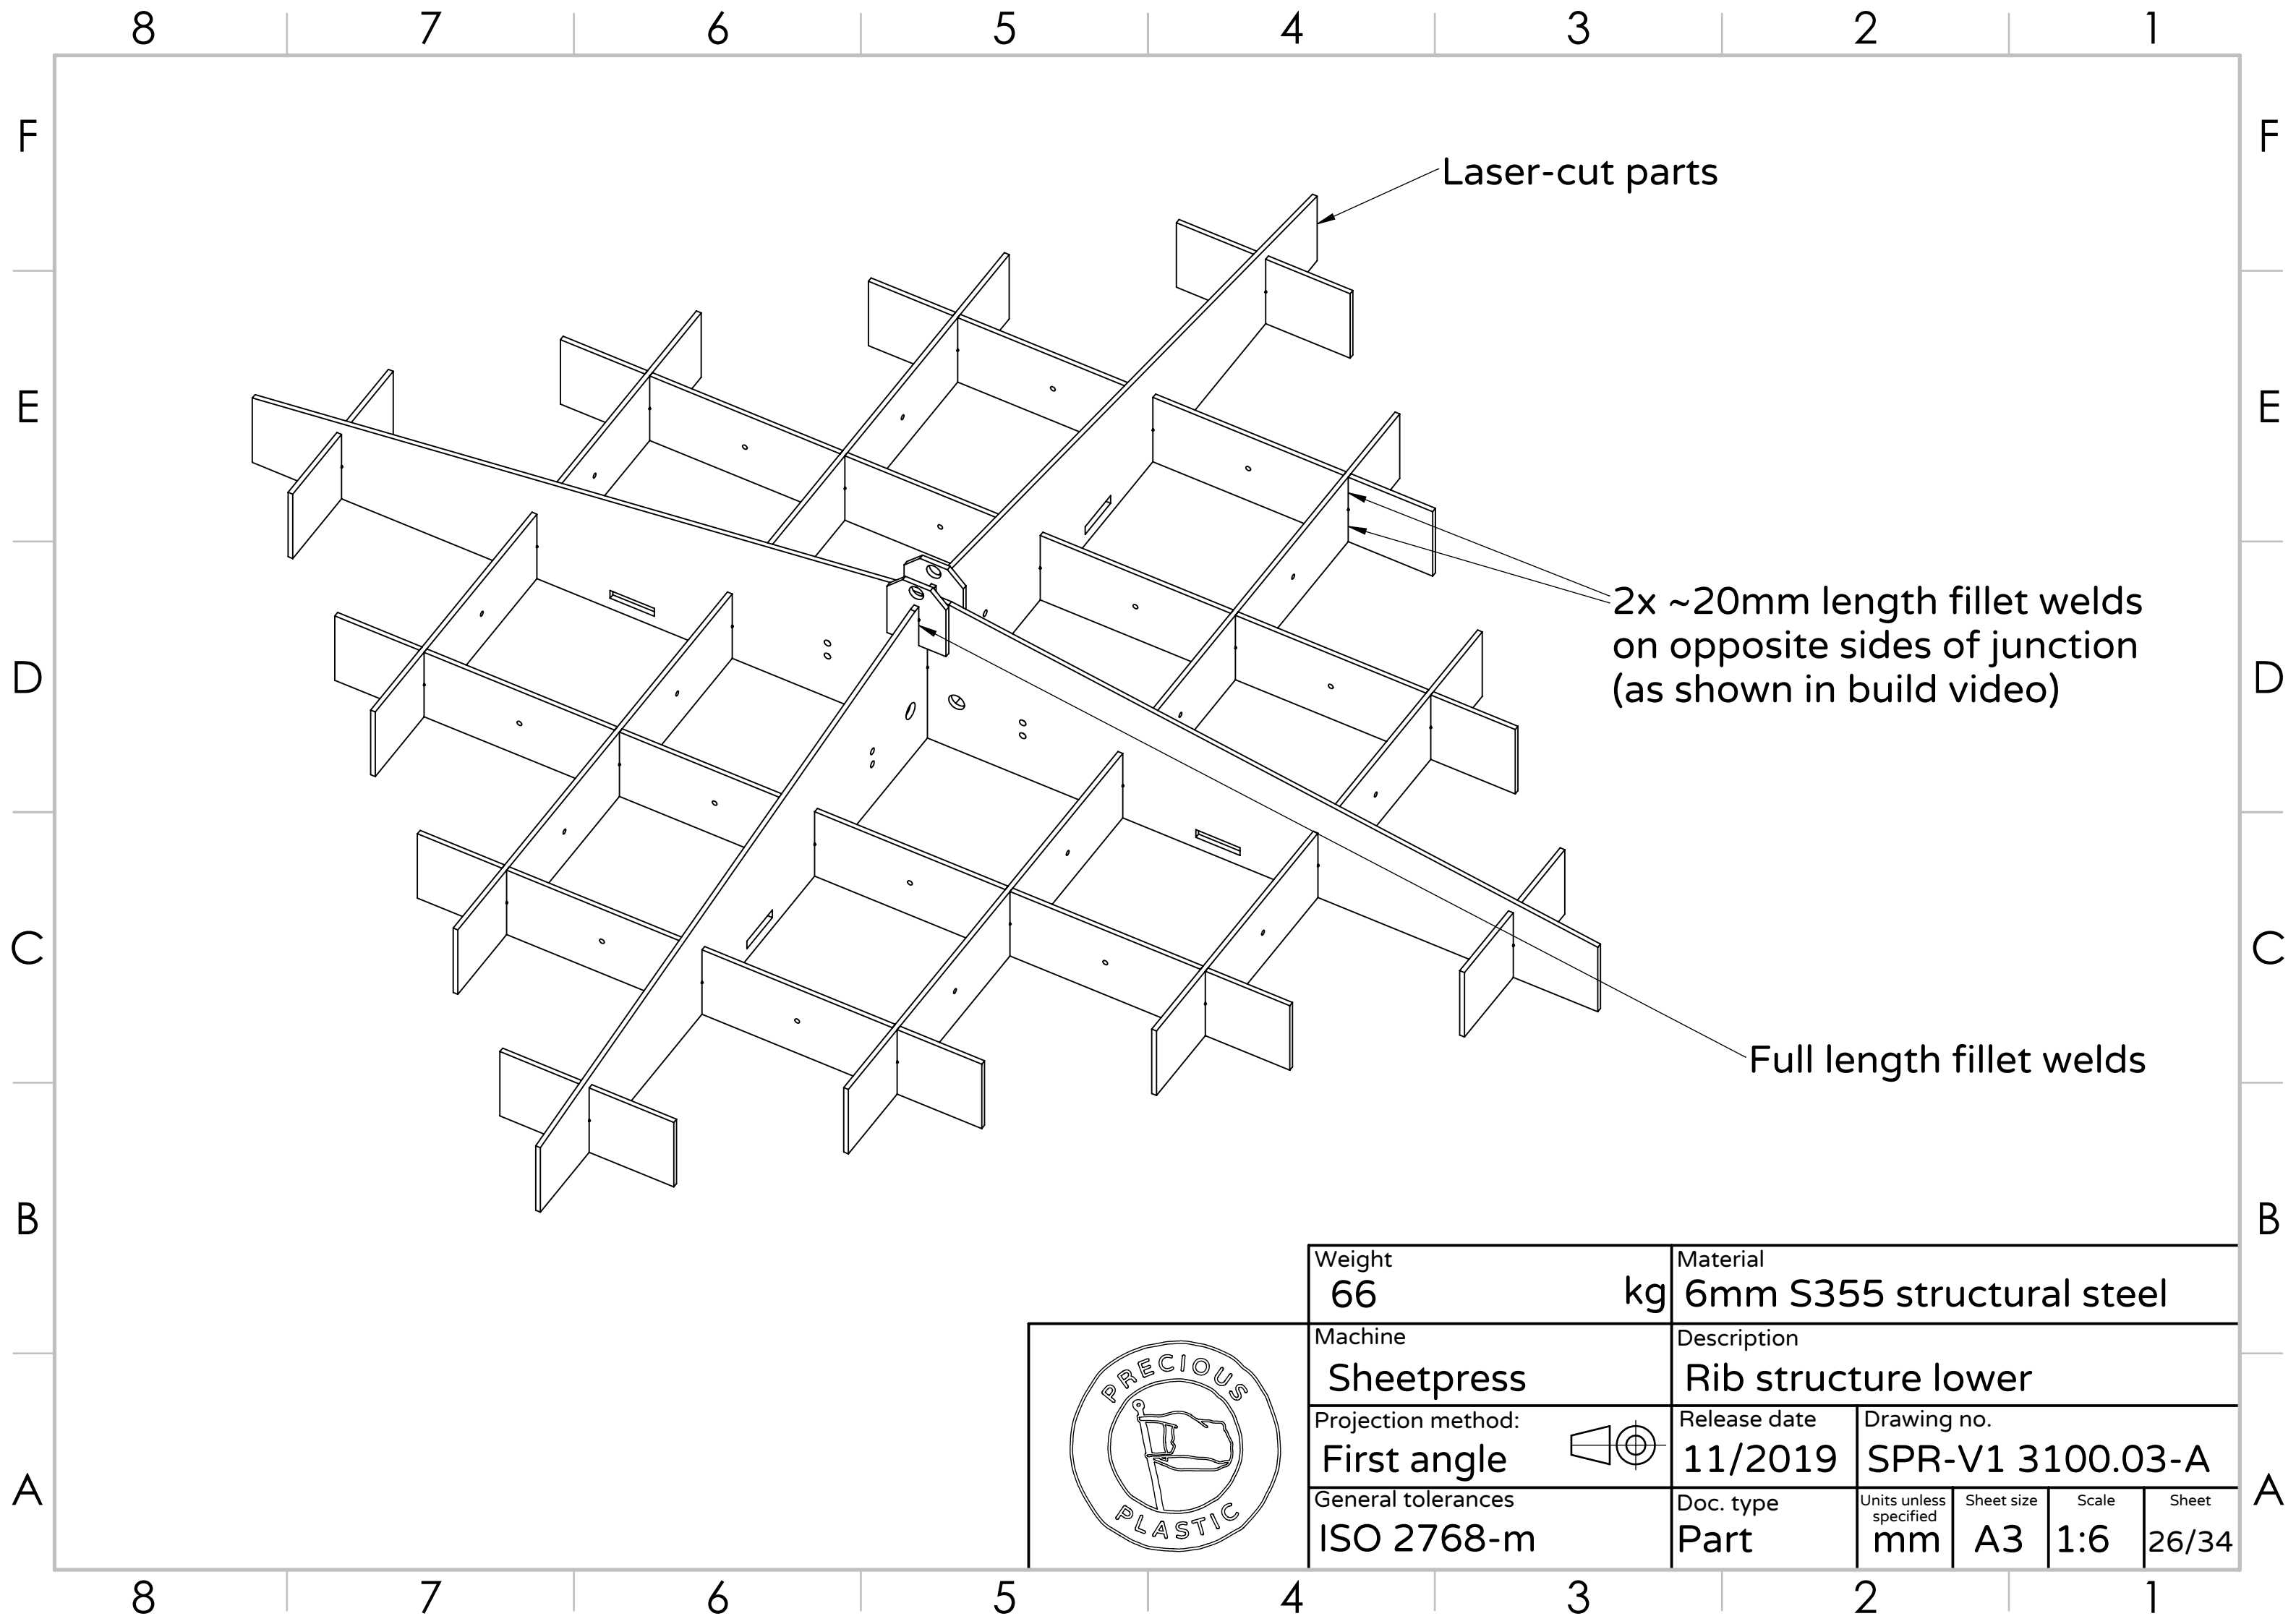 8 7 6 5 4 3 2 1
F F
Laser-cut parts
E E
2x ~20mm length fillet welds
on opposite sides of junction
(as shown in build video)
D D
C C
Full length fillet welds
B B
Weight
66 kg
Material
6mm S355 structural steel
Machine
Sheetpress
Description
Rib structure lower
PRECIOUS
PLASTIC
Projection method:
First angle
Release date
11/2019
Drawing no.
SPR-V1 3100.03-A
A A
General tolerances
ISO 2768-m
Doc. type
Part
Units unless
specified
mm
Sheet size
A3
Scale
1:6
Sheet
26/34
8 7 6 5 4 3 2 1